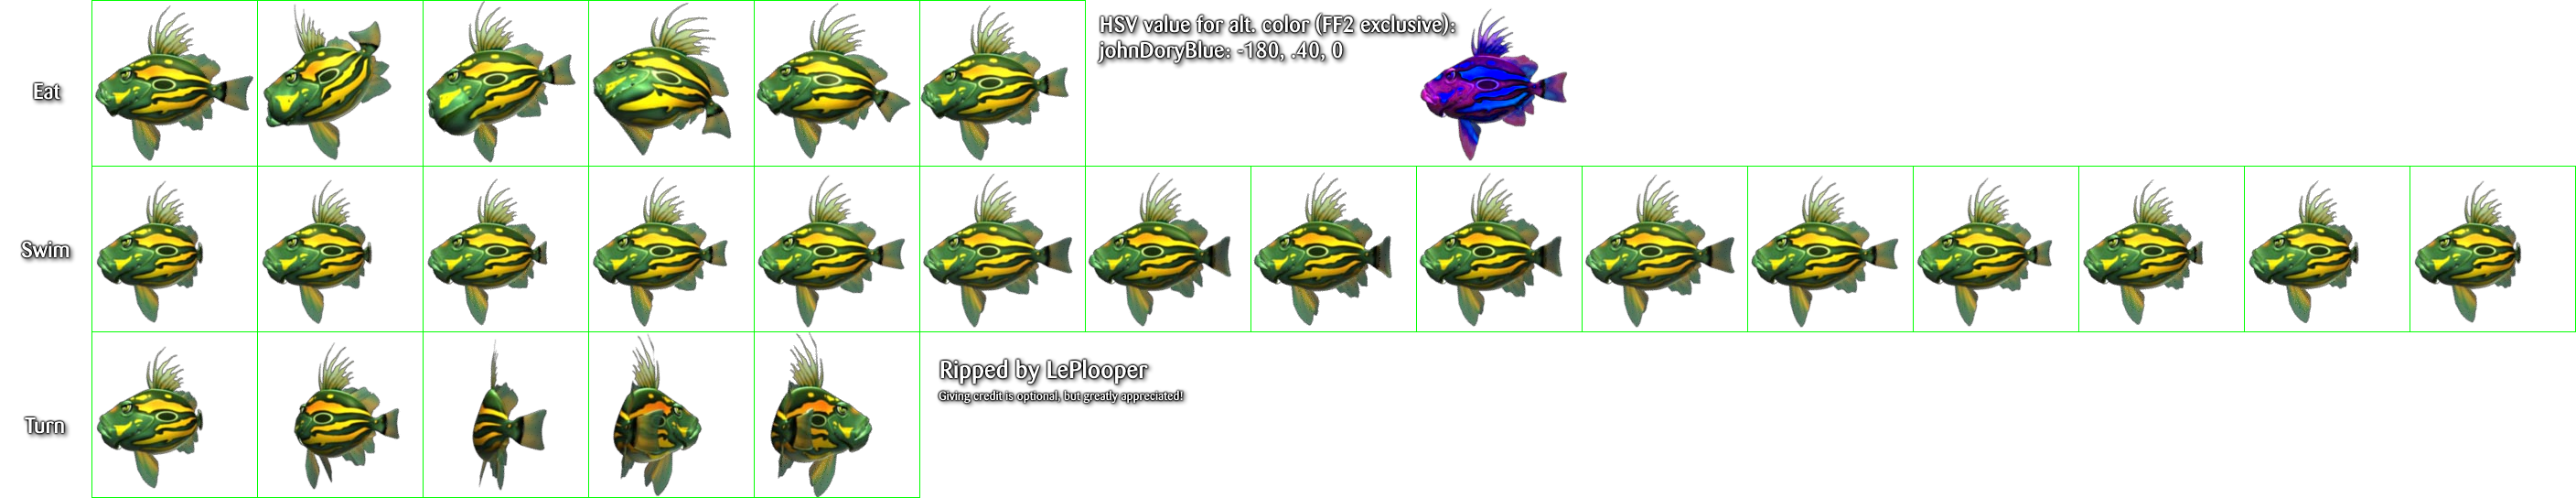 HSV value for alt. color (FF2 exclusive):
johnDoryBlue: -180, .40, 0
Eat
Swim
Turn
Ripped by LePlooper
Giving credit is optional, but greatly appreciated!